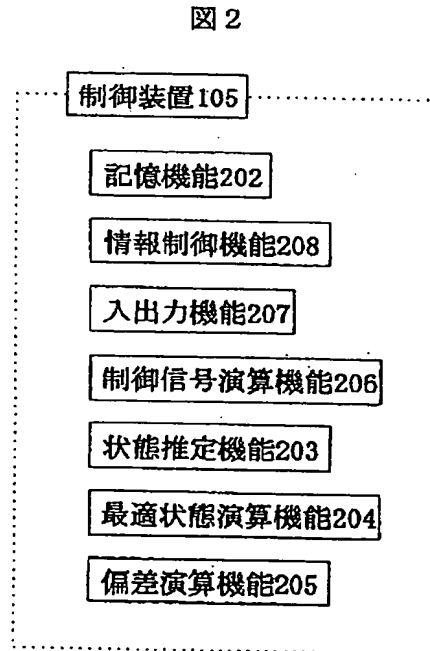 図2
制御装置105
記憶機能202
情報制御機能208
入出力機能207
制御信号演算機能206
状態推定機能203
最適状態演算機能204
偏差演算機能205